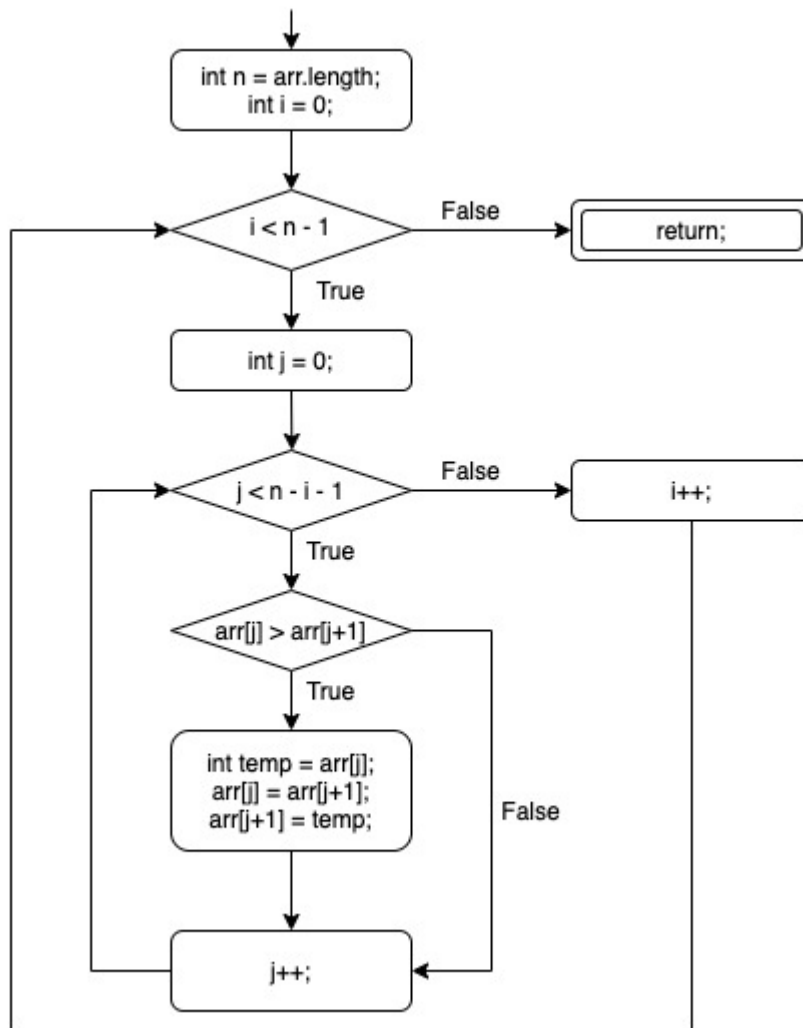 int n = arr.length;
int i = 0;
i < n - 1
False
return;
True
int j = 0;
j < n - i - 1
False
i++;
True
arr[j] > arr[j+1]
True
int temp = arr[j];
arr[j] = arr[j+1];
arr[j+1] = temp;
False
j++;